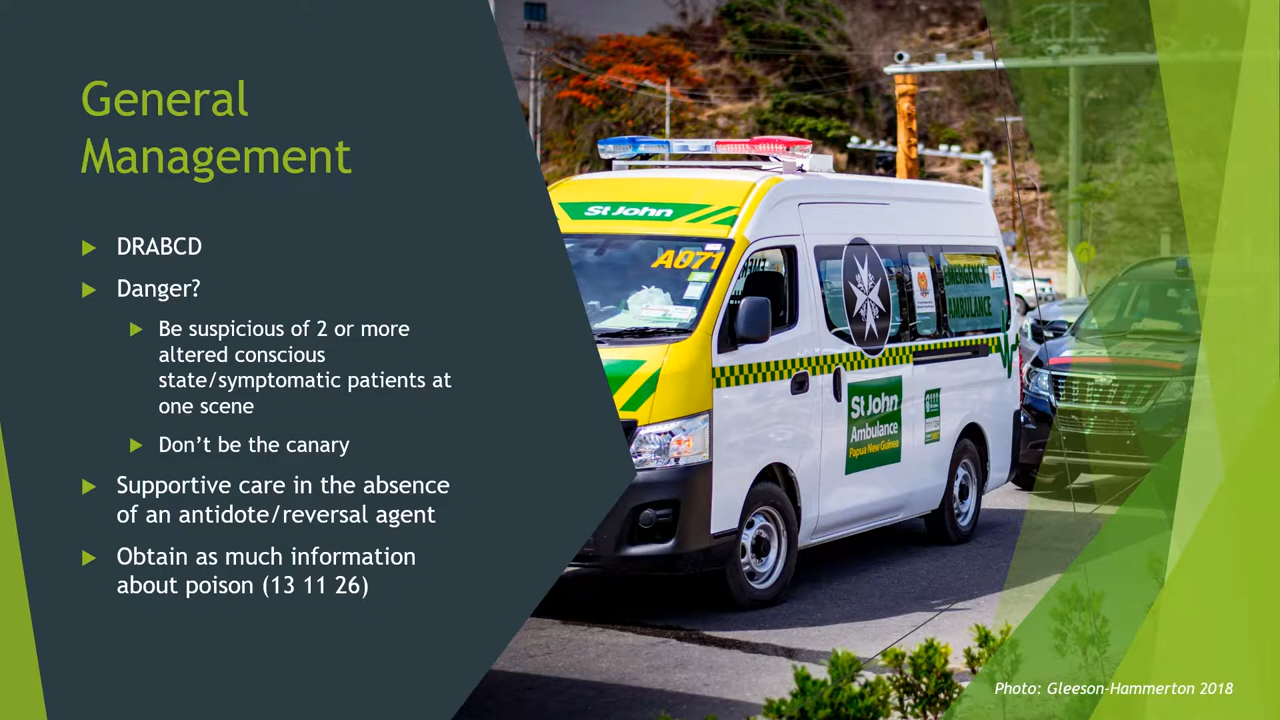 General
Management
DRABCD
Danger?
Be suspicious of 2 or more
altered conscious
state/symptomatic patients at
one scene
Don't be the canary
Supportive care in the absence
of an antidote/reversal agent
Obtain as much information
about poison (13 11 26)
St John
A071
EMERGENCY
AMBULANCE
St John
Ambulance
Papua New Guinea
Photo: Gleeson-Hammerton 2018